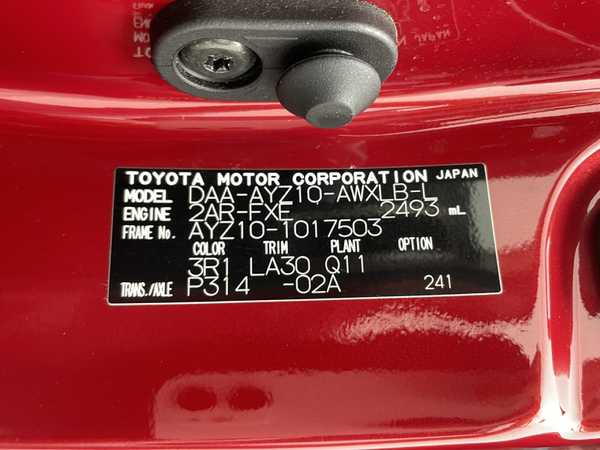 TOYOTA MOTOR CORPORATION JAPAN
MODEL DAA-AYZ10-AWXLB-L
ENGINE 2AR-FXE 2493 mL
FRAME No. AYZ10-1017503
COLOR TRIM PLANT OPTION
3R1 LA30 Q11
TRANS./AXLE P314 -02A 241